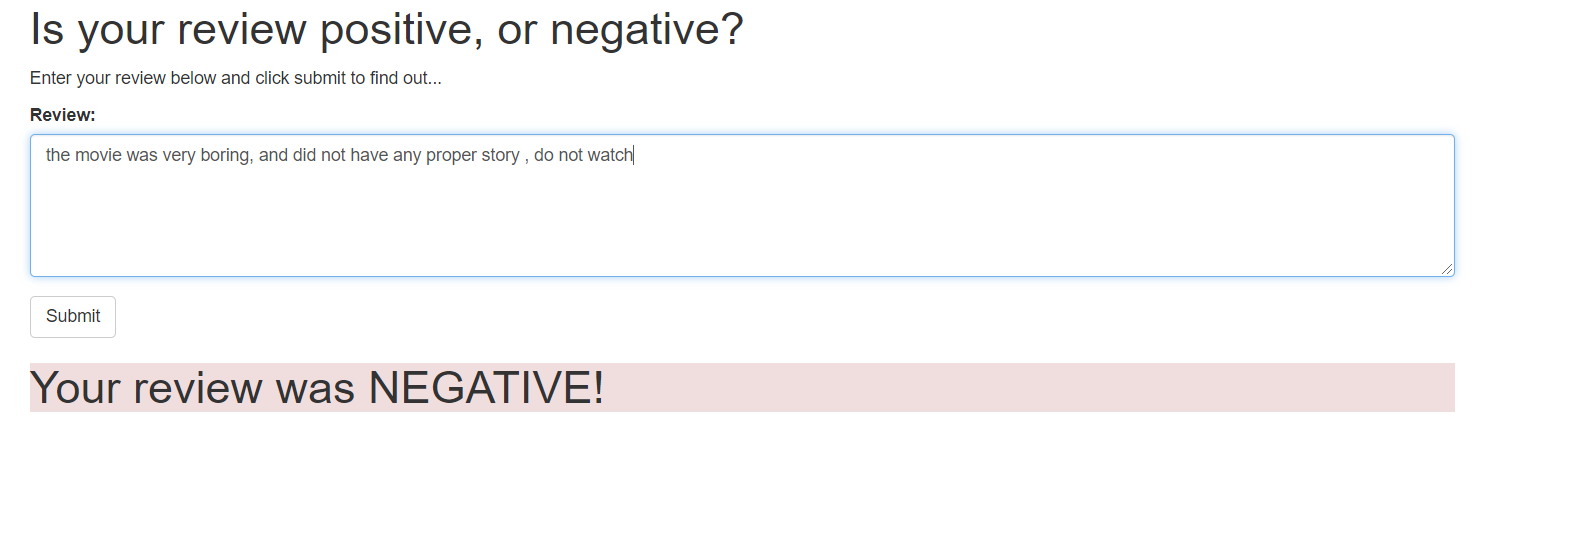 Is your review positive, or negative?
Enter your review below and click submit to find out...
Review:
the movie was very boring, and did not have any proper story , do not watch
Submit
Your review was NEGATIVE!